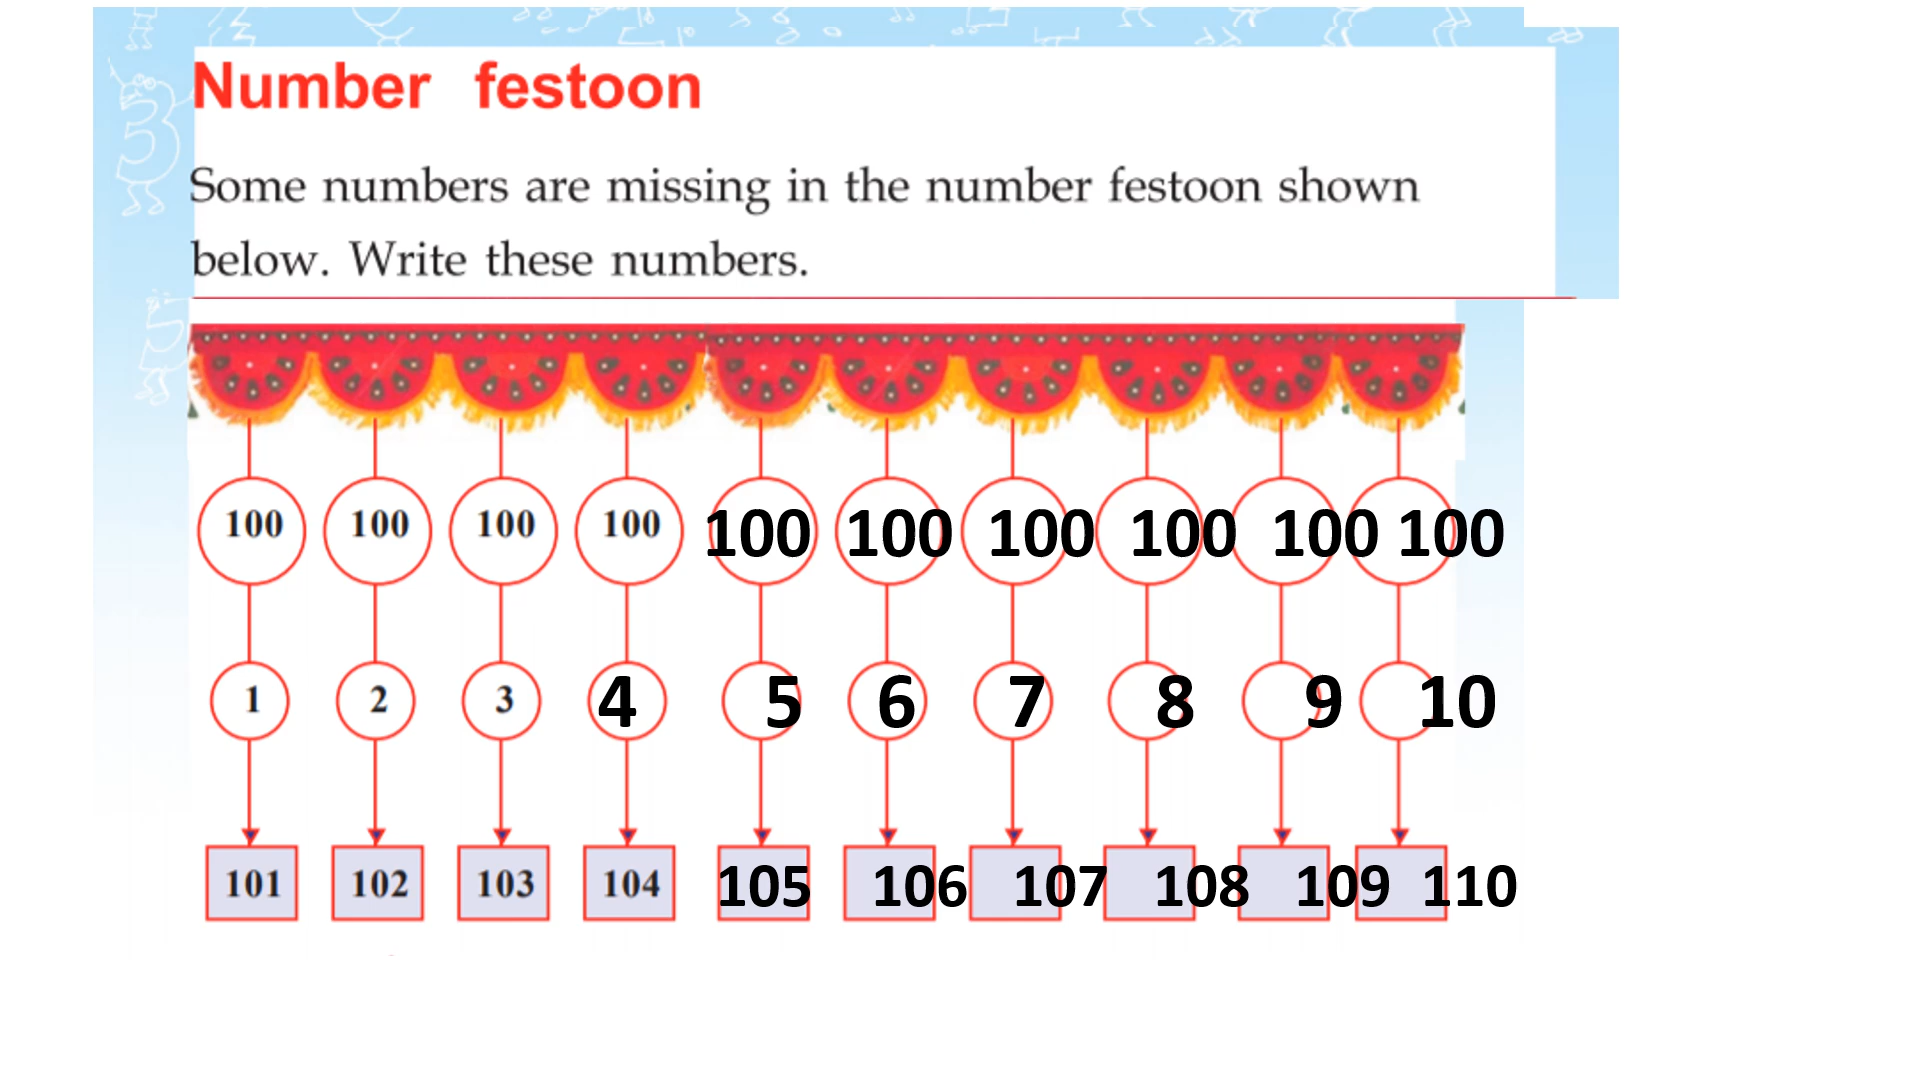 Number festoon
Some numbers are missing in the number festoon shown
below. Write these numbers.
100 100 100 100 100 100 100 100 100 100
1 2 3 4 5 6 7 8 9 10
101 102 103 104 105 106 107 108 109 110